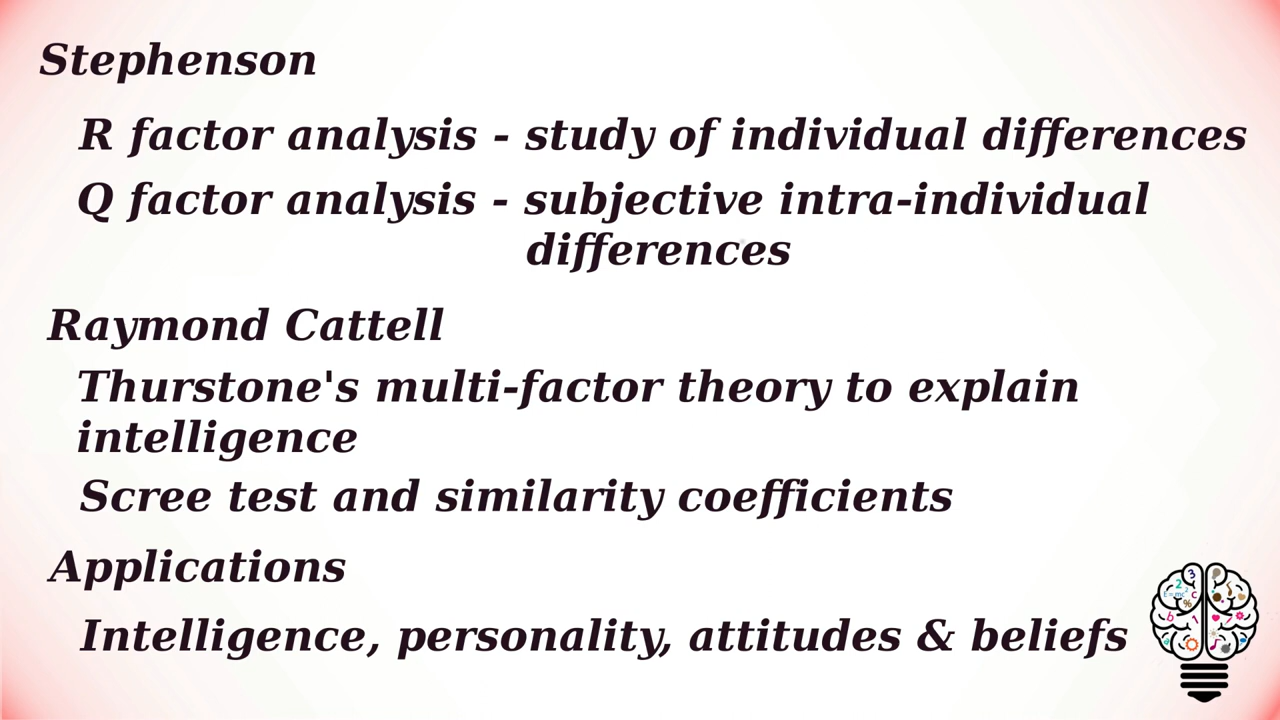 Stephenson
R factor analysis - study of individual differences
Q factor analysis - subjective intra-individual
differences
Raymond Cattell
Thurstone's multi-factor theory to explain
intelligence
Scree test and similarity coefficients
Applications
Intelligence, personality, attitudes & beliefs